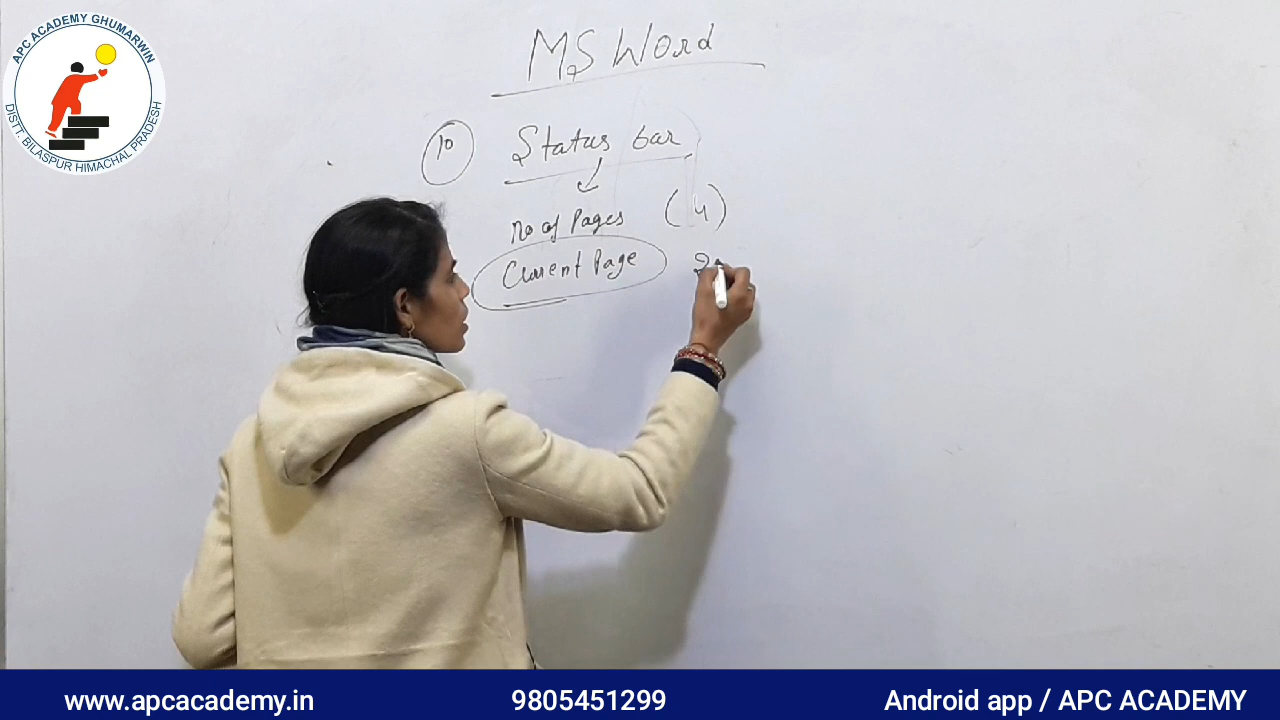 APC ACADEMY GHUMARWIN
DISTT. BILASPUR HIMACHAL PRADESH
MS Word
10 Status bar
No of Pages (4)
Current Page
www.apcacademy.in 9805451299 Android app / APC ACADEMY